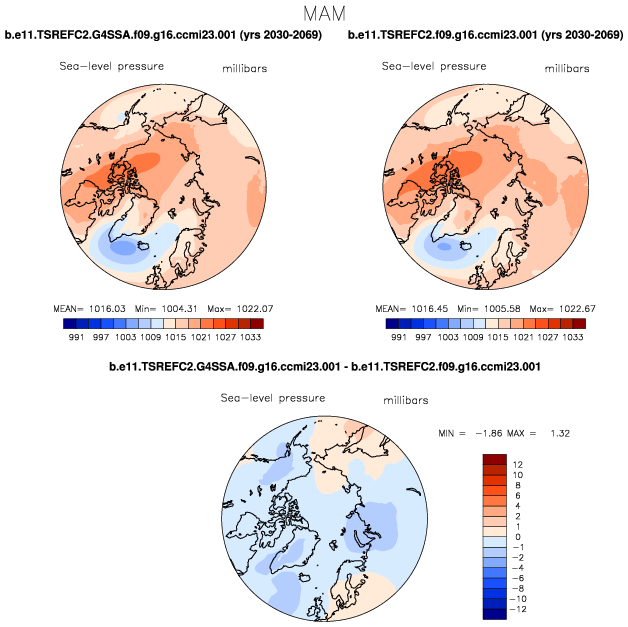 MAM
b.e11.TSREFC2.G4SSA.f09.g16.ccmi23.001 (yrs 2030-2069)
b.e11.TSREFC2.f09.g16.ccmi23.001 (yrs 2030-2069)
Sea-level pressure millibars
Sea-level pressure millibars
MEAN= 1016.03 Min= 1004.31 Max= 1022.07
991 997 1003 1009 1015 1021 1027 1033
MEAN= 1016.45 Min= 1005.58 Max= 1022.67
991 997 1003 1009 1015 1021 1027 1033
b.e11.TSREFC2.G4SSA.f09.g16.ccmi23.001 - b.e11.TSREFC2.f09.g16.ccmi23.001
Sea-level pressure millibars
MIN = -1.86 MAX = 1.32
12
10
8
6
4
2
1
0
-1
-2
-4
-6
-8
-10
-12